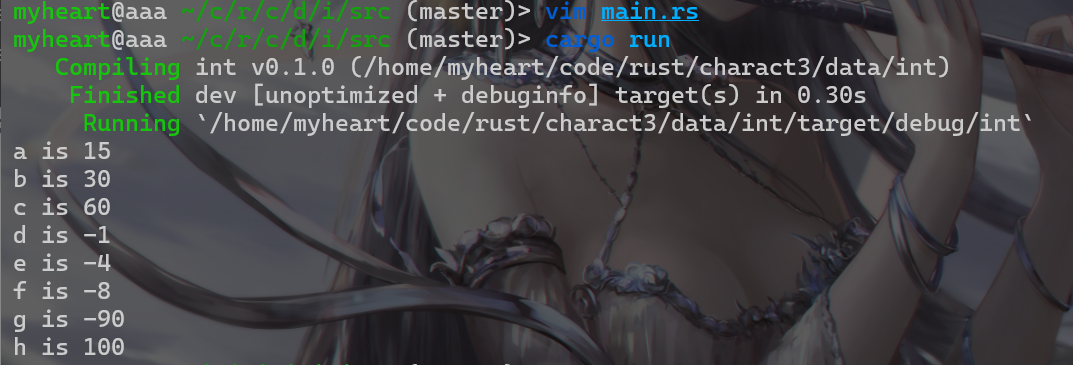 myheart@aaa ~/c/r/c/d/i/src (master)> vim main.rs
myheart@aaa ~/c/r/c/d/i/src (master)> cargo run
   Compiling int v0.1.0 (/home/myheart/code/rust/charact3/data/int)
    Finished dev [unoptimized + debuginfo] target(s) in 0.30s
     Running `/home/myheart/code/rust/charact3/data/int/target/debug/int`
a is 15
b is 30
c is 60
d is -1
e is -4
f is -8
g is -90
h is 100